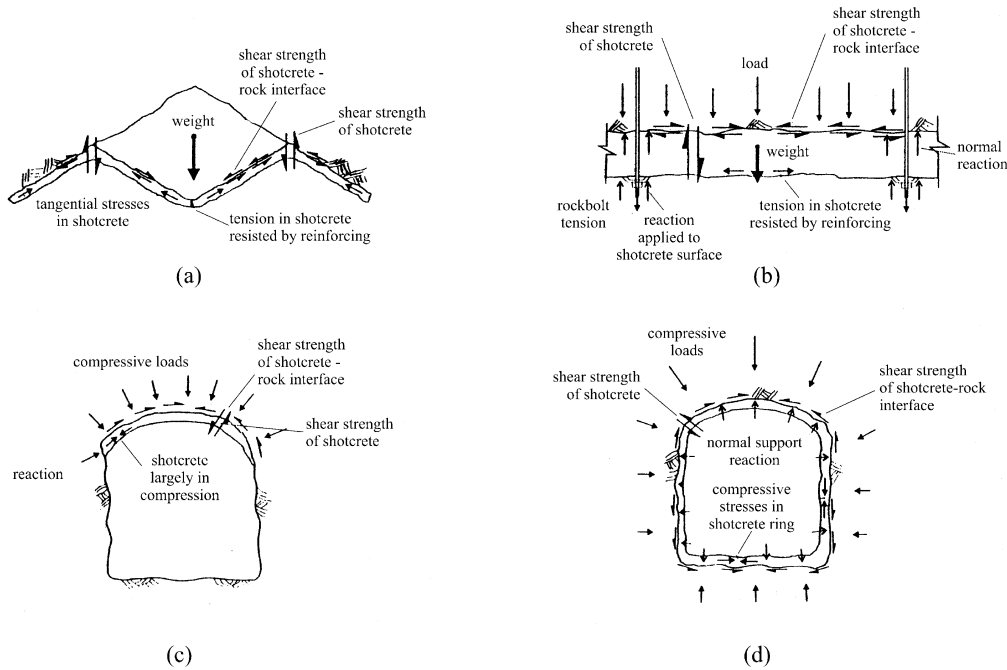 shear strength
of shotcrete -
rock interface
shear strength
of shotcrete
weight
tangential stresses
in shotcrete
tension in shotcrete
resisted by reinforcing
(a)
shear strength
of shotcrete
shear strength
of shotcrete -
rock interface
load
weight
normal
reaction
rockbolt
tension
reaction
applied to
shotcrete surface
tension in shotcrete
resisted by reinforcing
(b)
compressive loads
shear strength
of shotcrete -
rock interface
shear strength
of shotcrete
reaction
shotcrete
largely in
compression
(c)
compressive
loads
shear strength
of shotcrete
shear strength
of shotcrete-rock
interface
normal support
reaction
compressive
stresses in
shotcrete ring
(d)